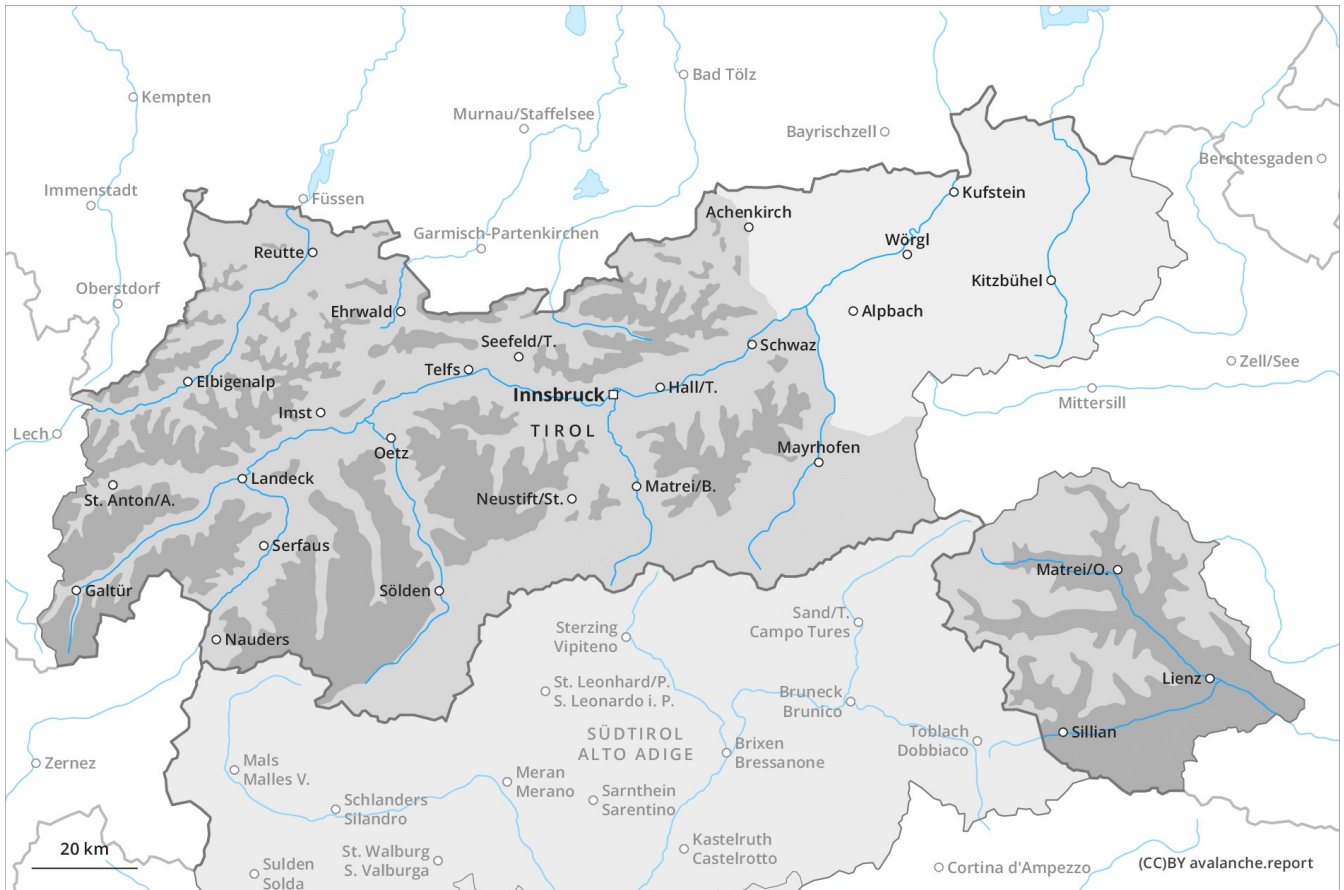 Bad Tölz
Kempten
Murnau/Staffelsee
Bayrischzell
Berchtesgaden
Immenstadt
Füssen
Kufstein
Achenkirch
Garmisch-Partenkirchen
Wörgl
Reutte
Kitzbühel
Oberstdorf
Ehrwald
Alpbach
Seefeld/T.
Schwaz
Zell/See
Telfs
Elbigenalp
Hall/T.
Innsbruck
Mittersill
Imst
TIROL
Lech
Oetz
Mayrhofen
Landeck
Matrei/B.
St. Anton/A.
Neustift/St.
Serfaus
Matrei/O.
Galtür
Sölden
Sand/T.
Campo Tures
Sterzing
Vipiteno
Nauders
Lienz
St. Leonhard/P.
S. Leonardo i. P.
Bruneck
Brunico
Sillian
Toblach
Dobbiaco
SÜDTIROL
ALTO ADIGE
Brixen
Bressanone
Zernez
Mals
Malles V.
Meran
Merano
Sarnthein
Sarentino
Schlanders
Silandro
Kastelruth
Castelrotto
20 km
St. Walburg
S. Valburga
Sulden
Solda
Cortina d'Ampezzo
(CC)BY avalanche.report